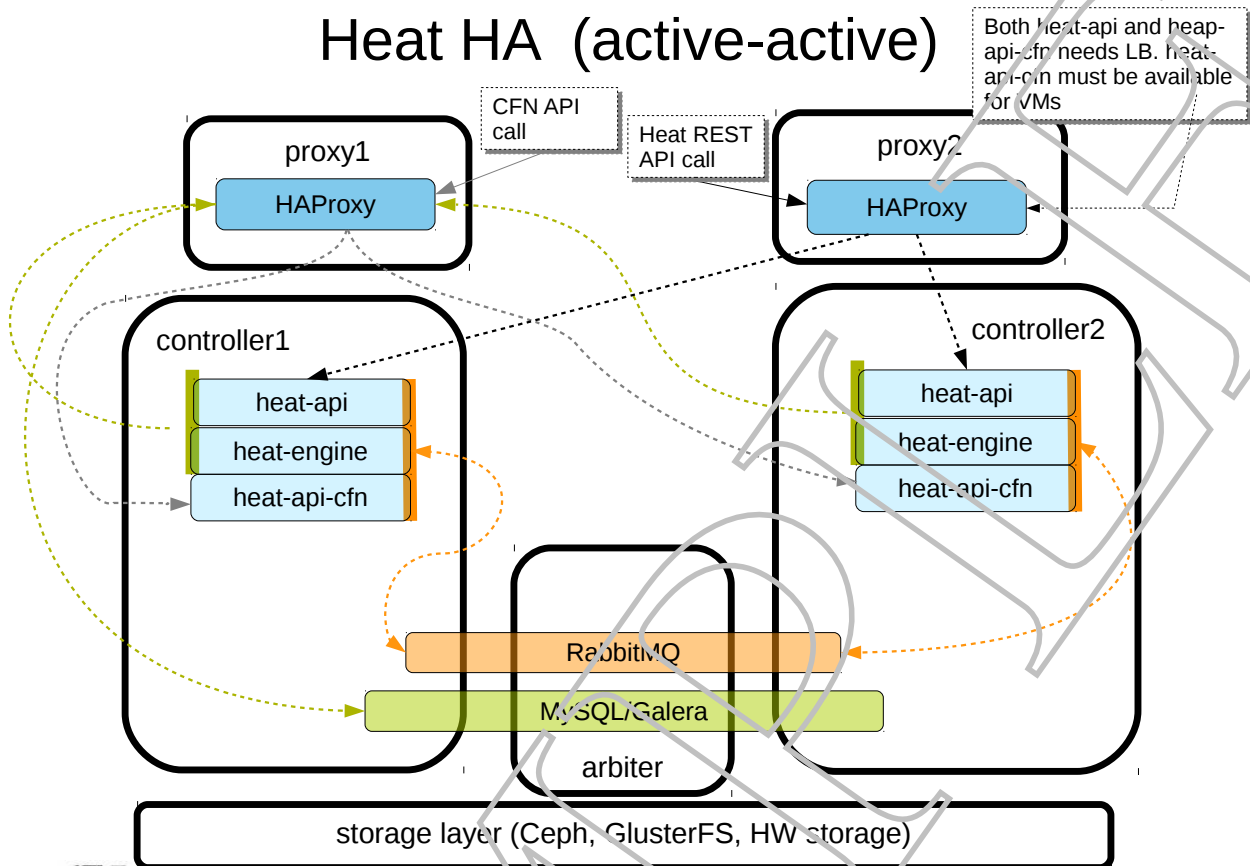 Heat HA (active-active)
Both heat-api and heap-
api-cfn needs LB. heat-
api-cfn must be available
for VMs
CFN API
call
Heat REST
API call
proxy1
HAProxy
proxy2
HAProxy
controller1
heat-api
heat-engine
heat-api-cfn
controller2
heat-api
heat-engine
heat-api-cfn
RabbitMQ
MySQL/Galera
arbiter
storage layer (Ceph, GlusterFS, HW storage)